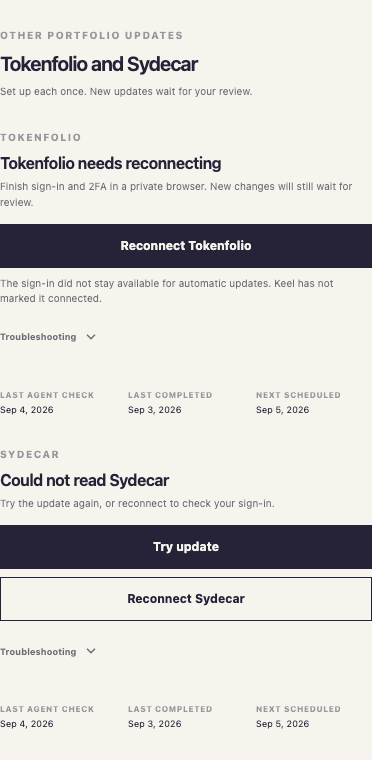 OTHER PORTFOLIO UPDATES
Tokenfolio and Sydecar
Set up each once. New updates wait for your review.
TOKENFOLIO
Tokenfolio needs reconnecting
Finish sign-in and 2FA in a private browser. New changes will still wait for
review.
Reconnect Tokenfolio
The sign-in did not stay available for automatic updates. Keel has not
marked it connected.
Troubleshooting
LAST AGENT CHECK LAST COMPLETED NEXT SCHEDULED
Sep 4, 2026 Sep 3, 2026 Sep 5, 2026
SYDECAR
Could not read Sydecar
Try the update again, or reconnect to check your sign-in.
Try update
Reconnect Sydecar
Troubleshooting
LAST AGENT CHECK LAST COMPLETED NEXT SCHEDULED
Sep 4, 2026 Sep 3, 2026 Sep 5, 2026